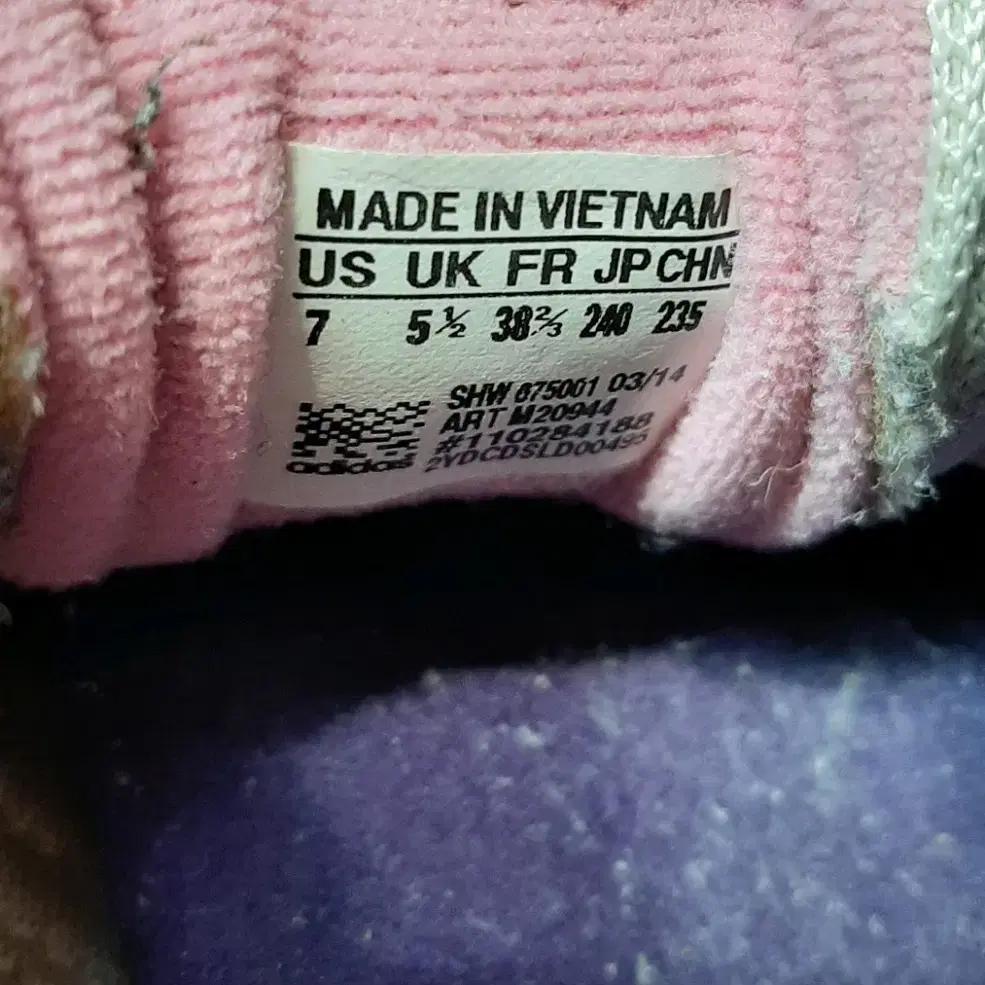 MADE IN VIETNAM
US UK FR JP CHN
7 5½ 38⅔ 240 235
SHW 675001 03/14
ART M20944
#110284188
2YDCDSLD00495
adidas